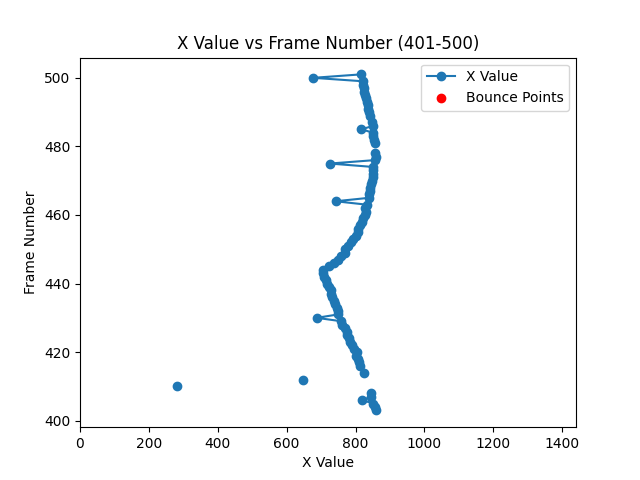 X Value vs Frame Number (401-500)
X Value
Bounce Points
500
480
460
440
420
400
Frame Number
0 200 400 600 800 1000 1200 1400
X Value